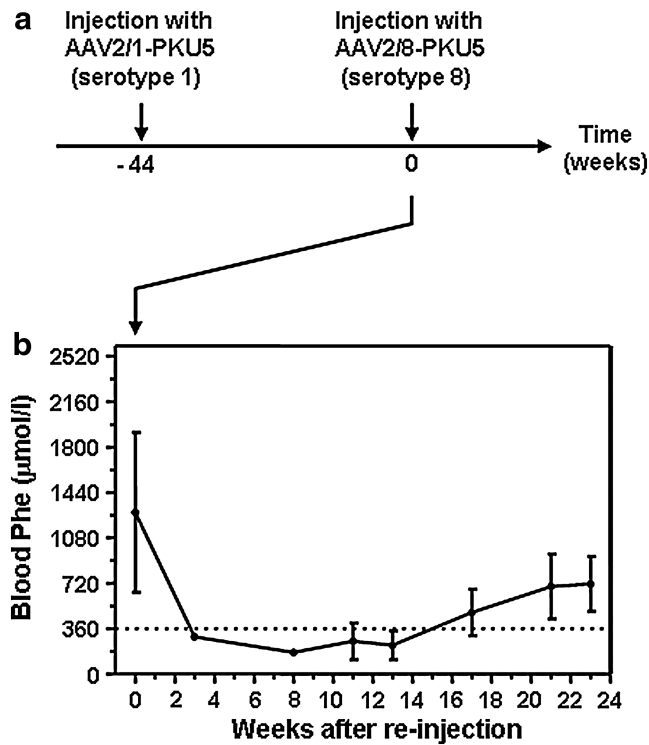 a
Injection with
AAV2/1-PKU5
(serotype 1)
Injection with
AAV2/8-PKU5
(serotype 8)
-44
0
Time
(weeks)
b
Blood Phe (μmol/l)
2520
2160
1800
1440
1080
720
360
0
0 2 4 6 8 10 12 14 16 18 20 22 24
Weeks after re-injection